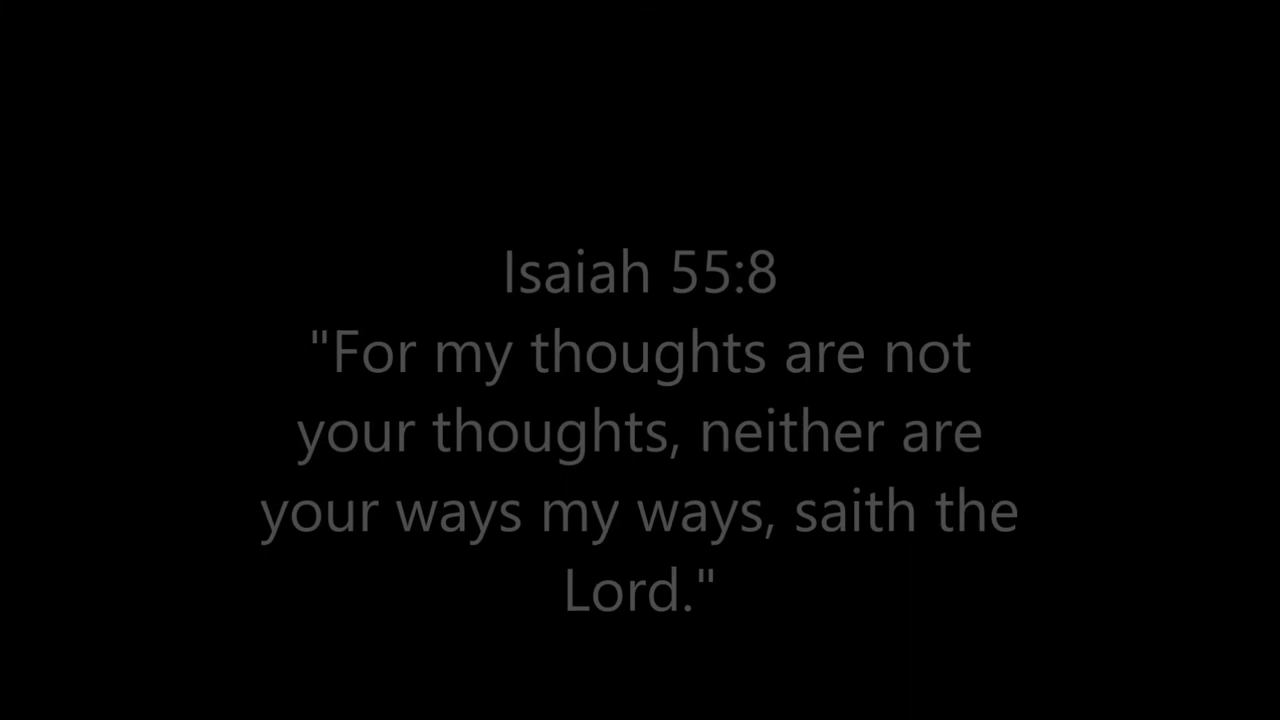 Isaiah 55:8
"For my thoughts are not
your thoughts, neither are
your ways my ways, saith the
Lord."